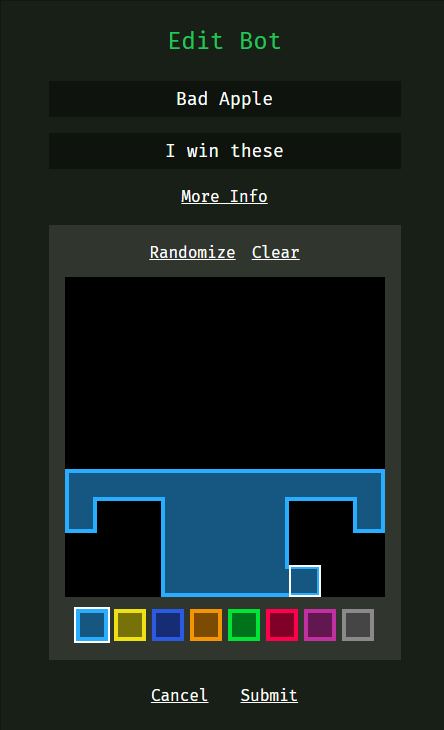 Edit Bot
Bad Apple
I win these
More Info
Randomize Clear
Cancel Submit